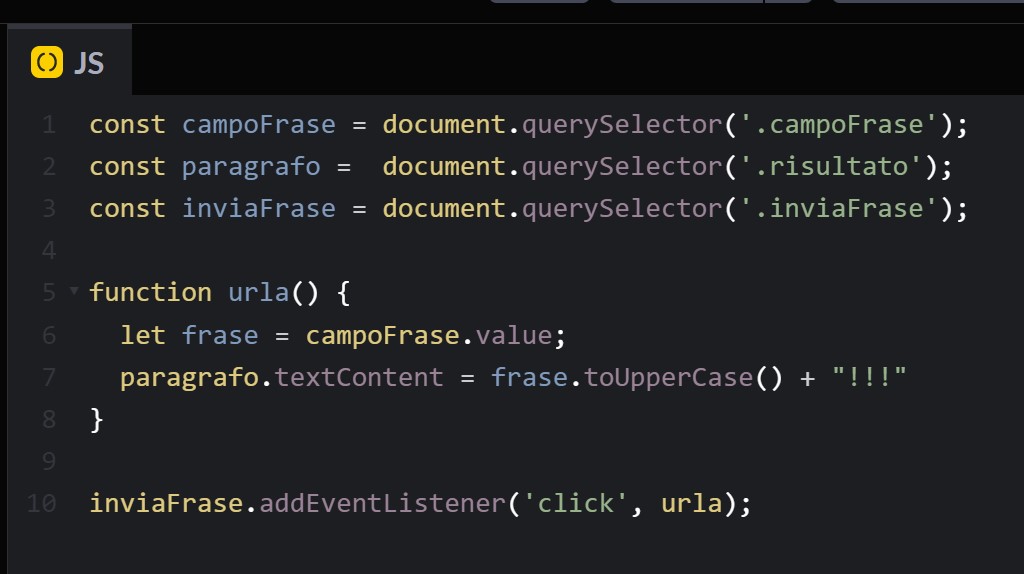 JS
1 const campoFrase = document.querySelector('.campoFrase');
2 const paragrafo =  document.querySelector('.risultato');
3 const inviaFrase = document.querySelector('.inviaFrase');
4
5 function urla() {
6   let frase = campoFrase.value;
7   paragrafo.textContent = frase.toUpperCase() + "!!!"
8 }
9
10 inviaFrase.addEventListener('click', urla);